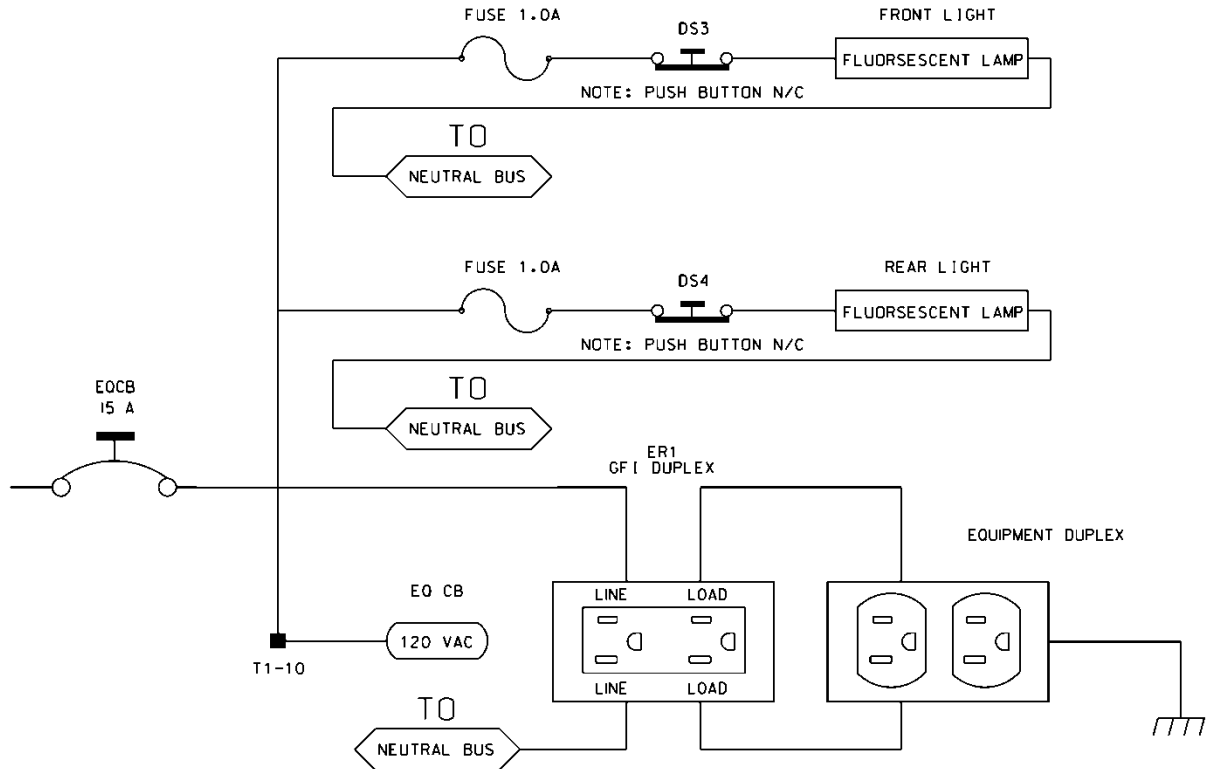 FUSE 1.0A
FRONT LIGHT
DS3
FLUORSESCENT LAMP
NOTE: PUSH BUTTON N/C
TO
NEUTRAL BUS
FUSE 1.0A
REAR LIGHT
DS4
FLUORSESCENT LAMP
NOTE: PUSH BUTTON N/C
TO
NEUTRAL BUS
EQCB
15 A
ER1
GFI DUPLEX
EQUIPMENT DUPLEX
EQ CB
120 VAC
T1-10
LINE LOAD
LINE LOAD
TO
NEUTRAL BUS